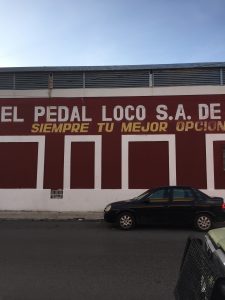 EL PEDAL LOCO S.A. DE
SIEMPRE TU MEJOR OPCION